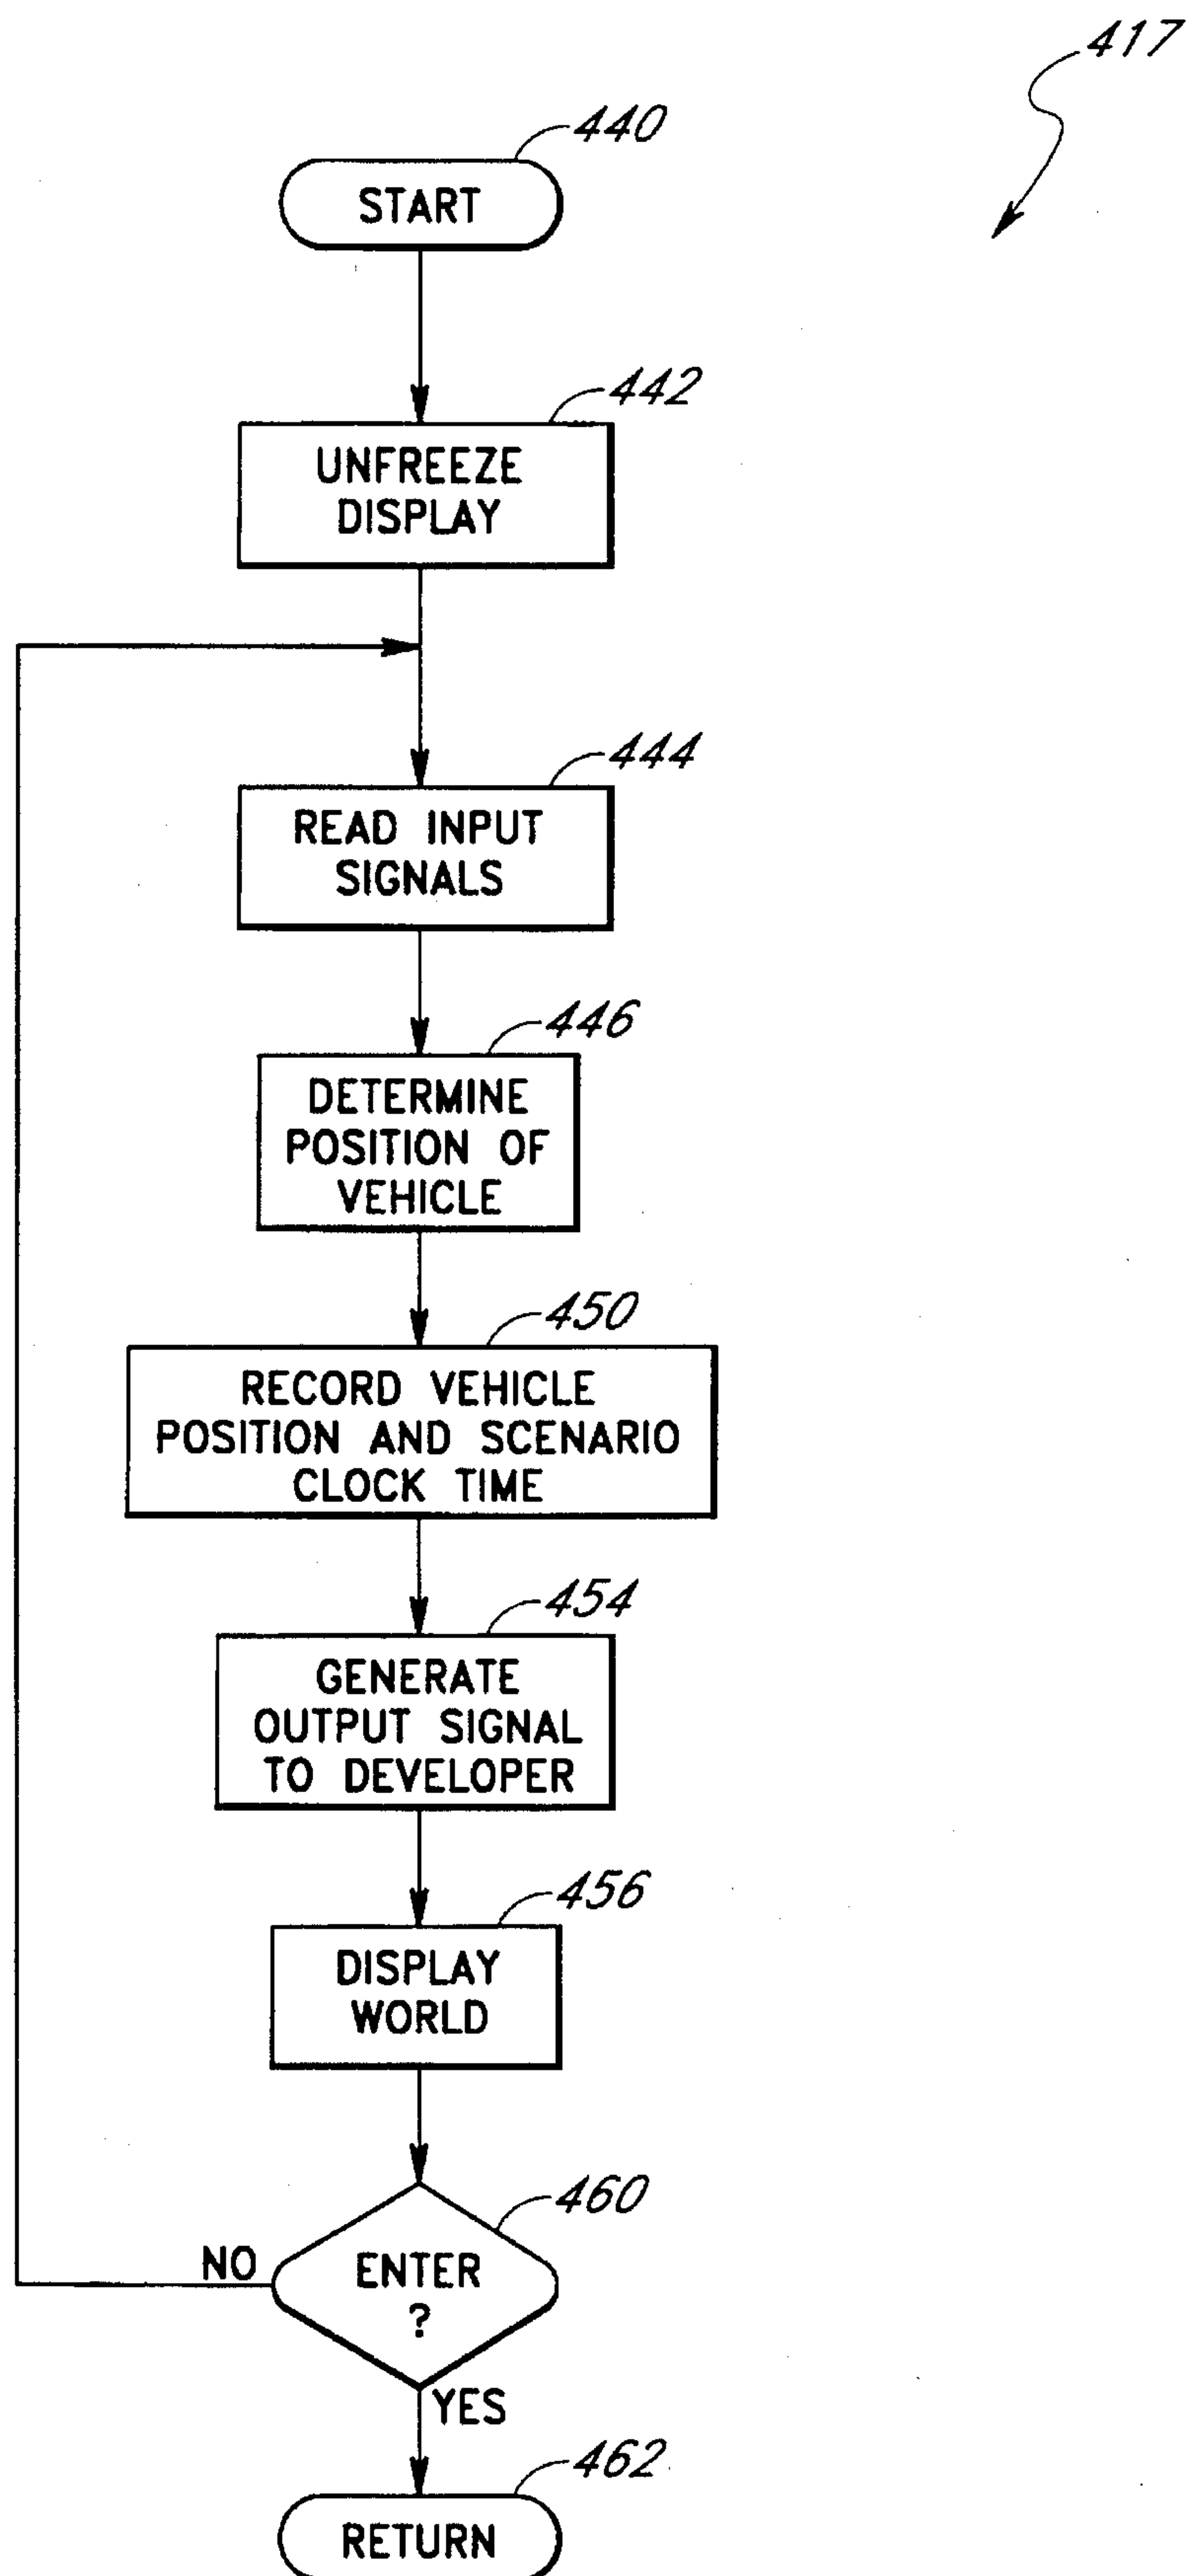 417
440
START
442
UNFREEZE
DISPLAY
444
READ INPUT
SIGNALS
446
DETERMINE
POSITION OF
VEHICLE
450
RECORD VEHICLE
POSITION AND SCENARIO
CLOCK TIME
454
GENERATE
OUTPUT SIGNAL
TO DEVELOPER
456
DISPLAY
WORLD
460
NO
ENTER
?
YES
462
RETURN